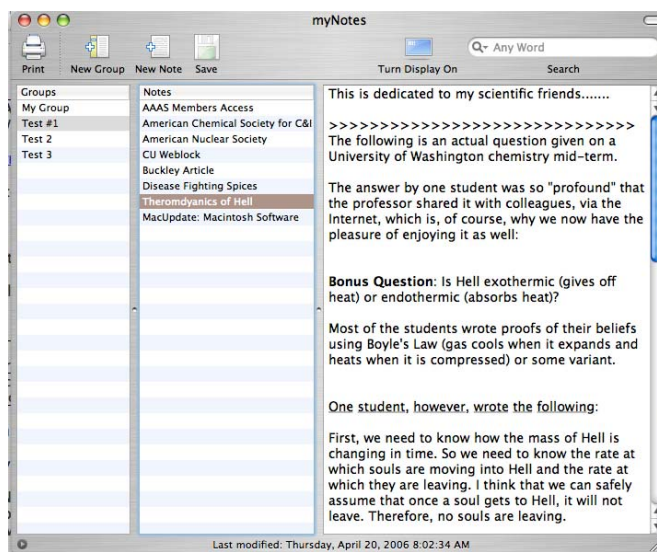 myNotes
Print
New Group
New Note
Save
Turn Display On
Any Word
Search
Groups
My Group
Test #1
Test 2
Test 3
Notes
AAAS Members Access
American Chemical Society for C&I
American Nuclear Society
CU Weblock
Buckley Article
Disease Fighting Spices
Theromdyanics of Hell
MacUpdate: Macintosh Software
This is dedicated to my scientific friends.......
>>>>>>>>>>>>>>>>>>>>>>>>>>>>>>
The following is an actual question given on a
University of Washington chemistry mid-term.
The answer by one student was so "profound" that
the professor shared it with colleagues, via the
Internet, which is, of course, why we now have the
pleasure of enjoying it as well:
Bonus Question: Is Hell exothermic (gives off
heat) or endothermic (absorbs heat)?
Most of the students wrote proofs of their beliefs
using Boyle's Law (gas cools when it expands and
heats when it is compressed) or some variant.
One student, however, wrote the following:
First, we need to know how the mass of Hell is
changing in time. So we need to know the rate at
which souls are moving into Hell and the rate at
which they are leaving. I think that we can safely
assume that once a soul gets to Hell, it will not
leave. Therefore, no souls are leaving.
Last modified: Thursday, April 20, 2006 8:02:34 AM